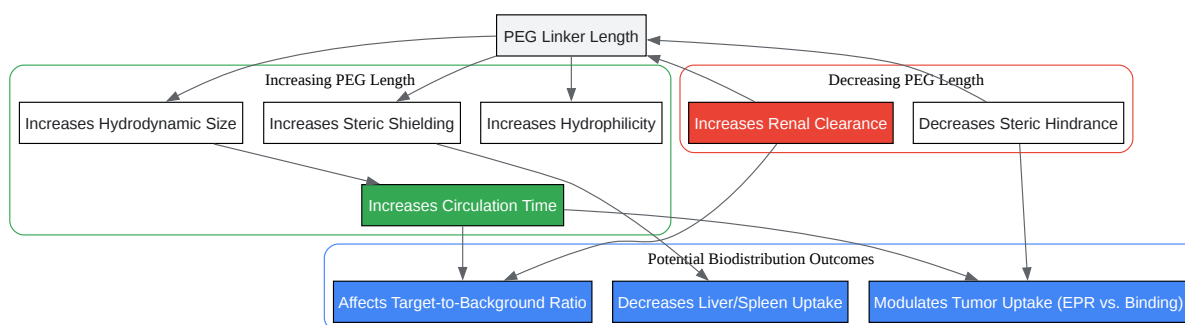 PEG Linker Length
Increasing PEG Length
Decreasing PEG Length
Increases Hydrodynamic Size
Increases Steric Shielding
Increases Hydrophilicity
Increases Renal Clearance
Decreases Steric Hindrance
Increases Circulation Time
Potential Biodistribution Outcomes
Affects Target-to-Background Ratio
Decreases Liver/Spleen Uptake
Modulates Tumor Uptake (EPR vs. Binding)